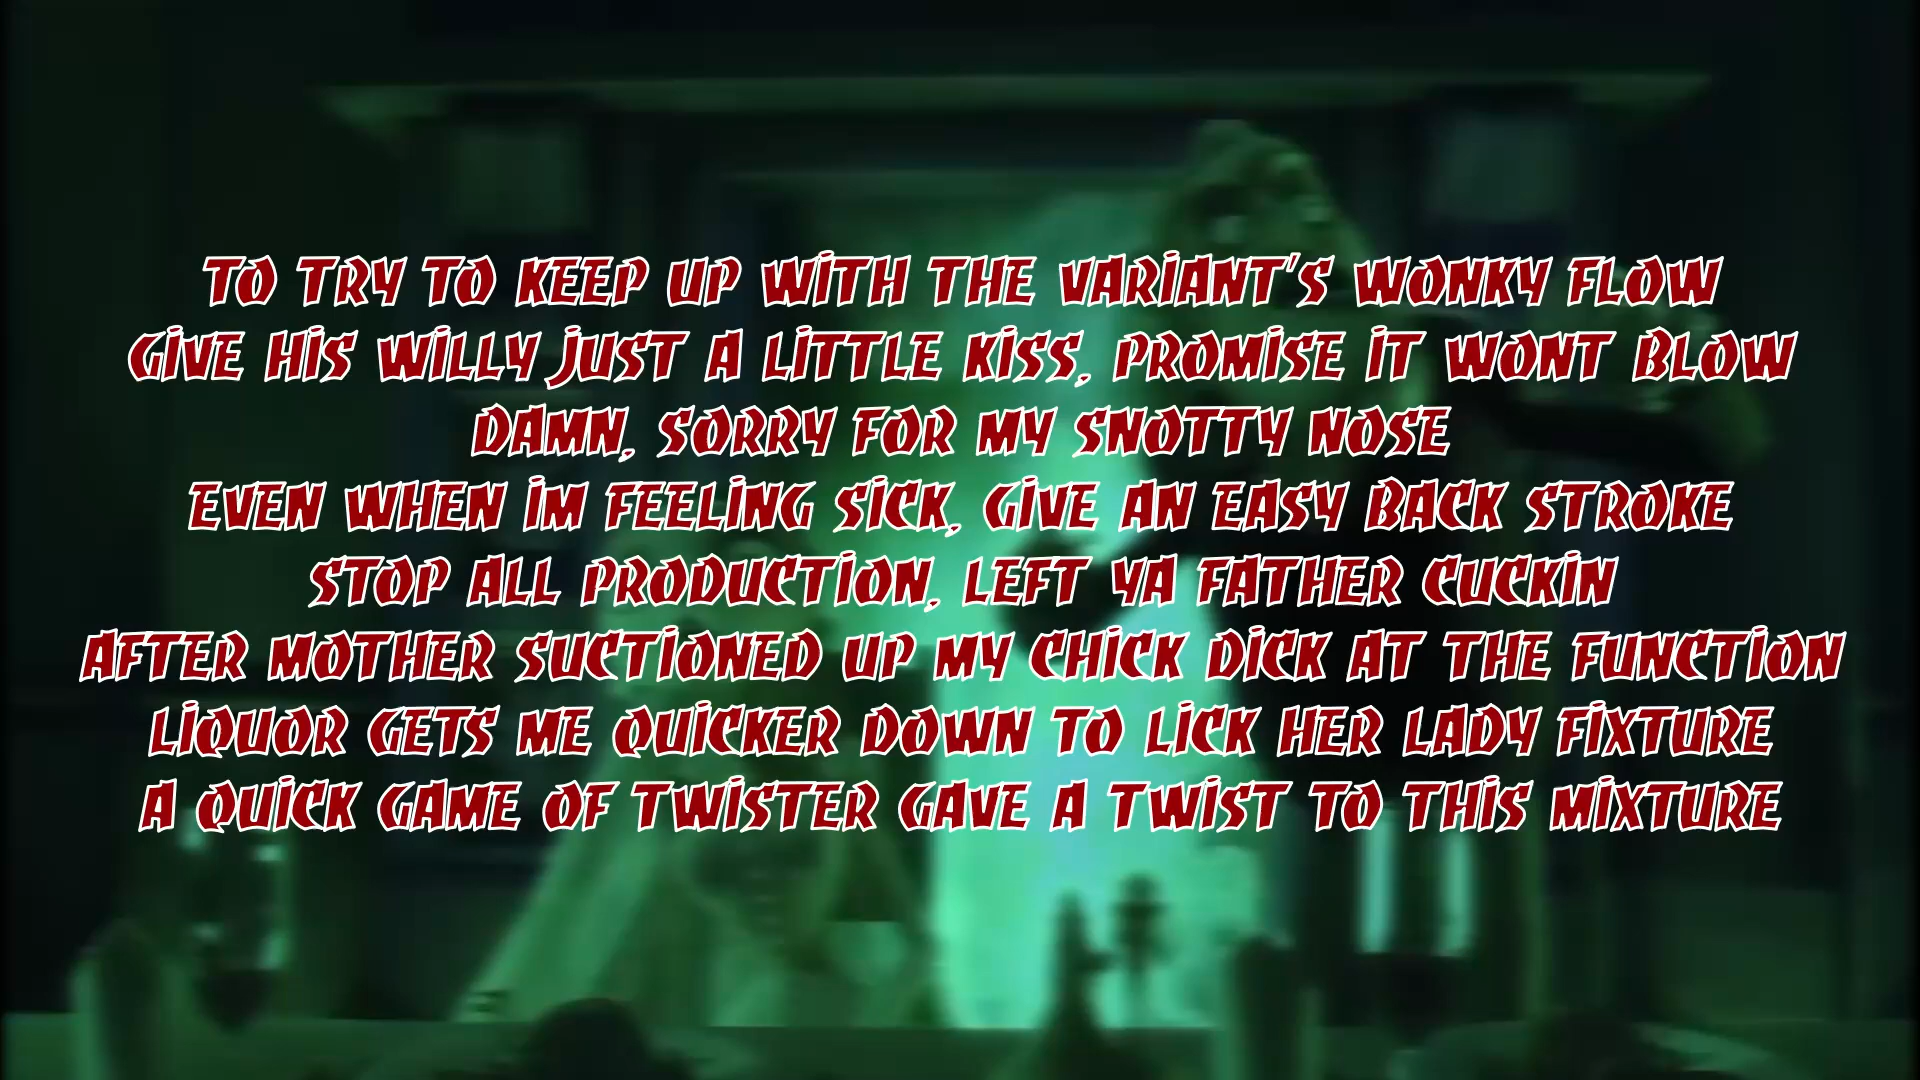 TO TRY TO KEEP UP WITH THE VARIANT'S WONKY FLOW
GIVE HIS WILLY JUST A LITTLE KISS, PROMISE IT WONT BLOW
DAMN, SORRY FOR MY SNOTTY NOSE
EVEN WHEN IM FEELING SICK, GIVE AN EASY BACK STROKE
STOP ALL PRODUCTION, LEFT YA FATHER CUCKIN
AFTER MOTHER SUCTIONED UP MY CHICK DICK AT THE FUNCTION
LIQUOR GETS ME QUICKER DOWN TO LICK HER LADY FIXTURE
A QUICK GAME OF TWISTER GAVE A TWIST TO THIS MIXTURE